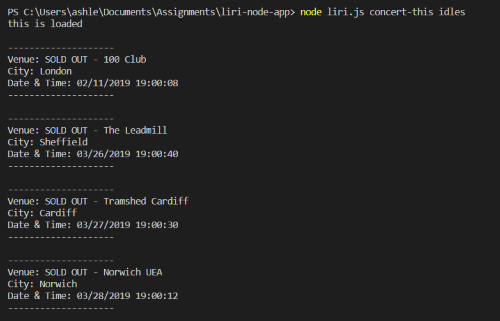 PS C:\Users\ashle\Documents\Assignments\liri-node-app> node liri.js concert-this idles
this is loaded
--------------------
Venue: SOLD OUT - 100 Club
City: London
Date & Time: 02/11/2019 19:00:08
--------------------
--------------------
Venue: SOLD OUT - The Leadmill
City: Sheffield
Date & Time: 03/26/2019 19:00:40
--------------------
--------------------
Venue: SOLD OUT - Tramshed Cardiff
City: Cardiff
Date & Time: 03/27/2019 19:00:30
--------------------
--------------------
Venue: SOLD OUT - Norwich UEA
City: Norwich
Date & Time: 03/28/2019 19:00:12
--------------------